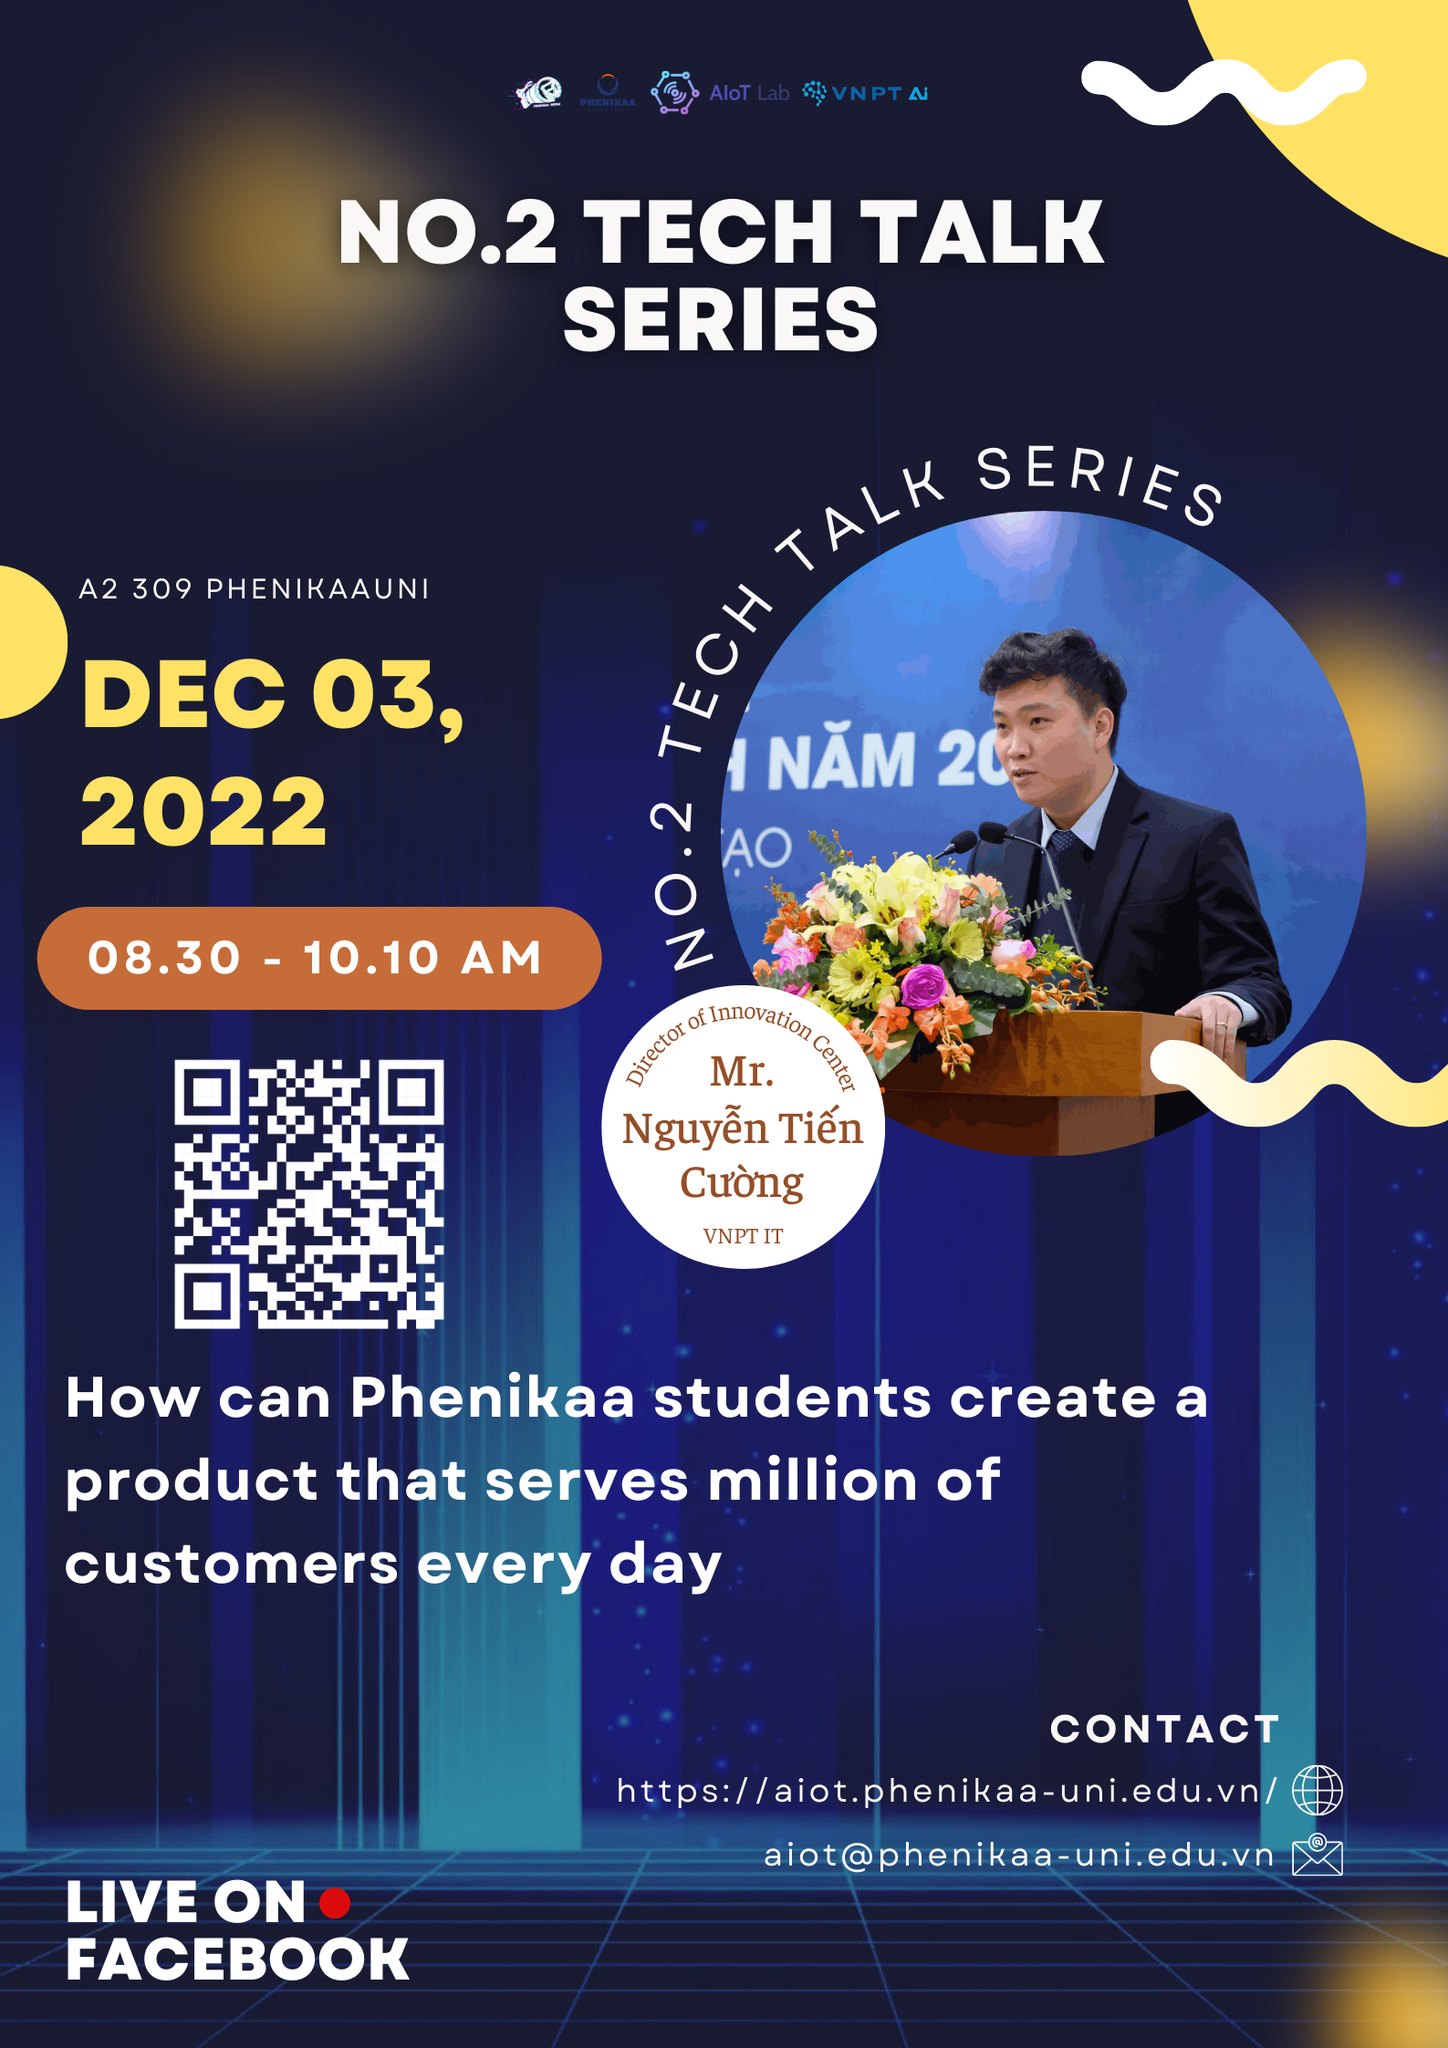 PHENIKAA
AIoT Lab
VNPT AI
NO.2 TECH TALK
SERIES
NO.2 TECH TALK SERIES
A2 309 PHENIKAAUNI
DEC 03,
2022
H NĂM 20
ẠO
08.30 - 10.10 AM
Director of Innovation Center
Mr.
Nguyễn Tiến
Cường
VNPT IT
How can Phenikaa students create a
product that serves million of
customers every day
CONTACT
https://aiot.phenikaa-uni.edu.vn/
aiot@phenikaa-uni.edu.vn
LIVE ON
FACEBOOK